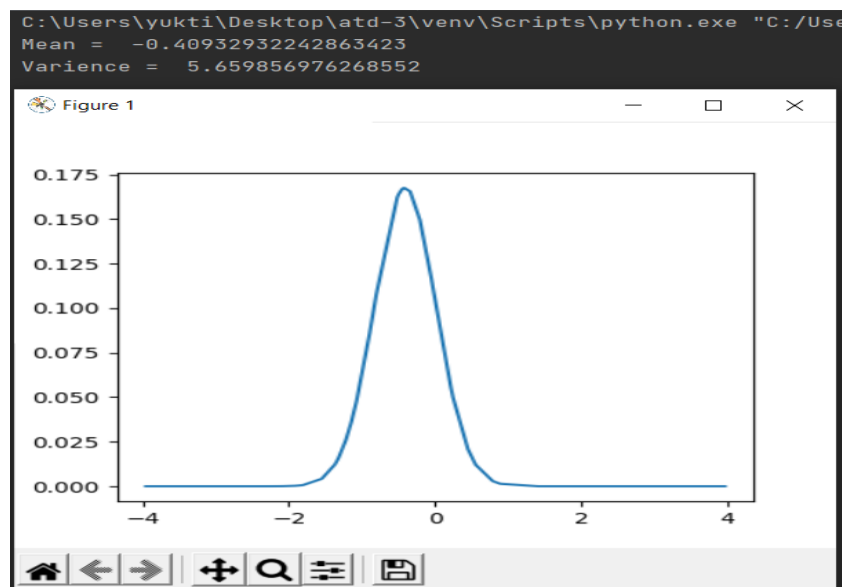 C:\Users\yukti\Desktop\atd-3\venv\Scripts\python.exe "C:/Use
Mean =  -0.40932932242863423
Varience =  5.659856976268552
Figure 1
0.175
0.150
0.125
0.100
0.075
0.050
0.025
0.000
−4 −2 0 2 4